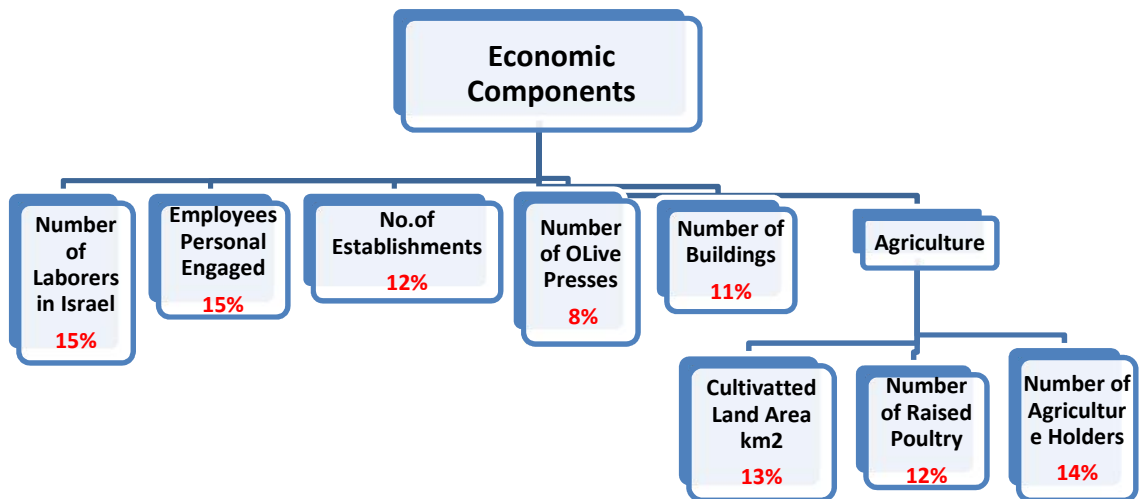 Economic
Components
Number
of
Laborers
in Israel
15%
Employees
Personal
Engaged
15%
No.of
Establishments
12%
Number
of OLive
Presses
8%
Number of
Buildings
11%
Agriculture
Cultivatted
Land Area
km2
13%
Number
of Raised
Poultry
12%
Number of
Agricultur
e Holders
14%